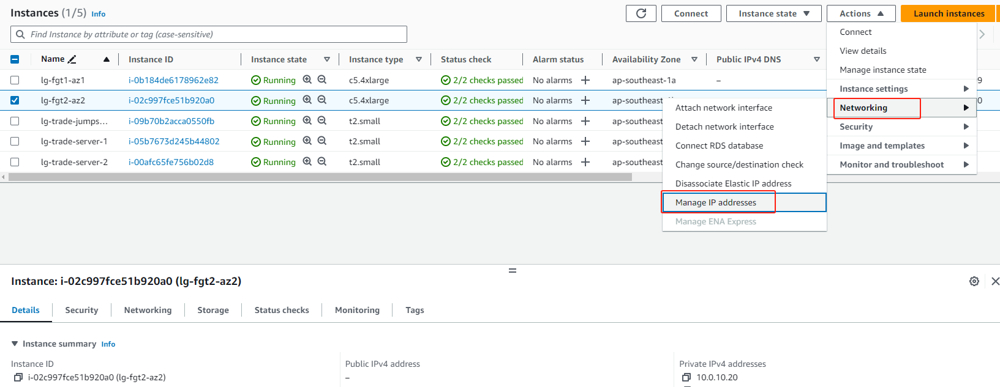 Instances (1/5) Info
Connect
Instance state
Actions
Launch instances
Find Instance by attribute or tag (case-sensitive)
Name Instance ID Instance state Instance type Status check Alarm status Availability Zone Public IPv4 DNS
lg-fgt1-az1 i-0b184de6178962e82 Running c5.4xlarge 2/2 checks passed No alarms + ap-southeast-1a – 9
lg-fgt2-az2 i-02c997fce51b920a0 Running c5.4xlarge 2/2 checks passed No alarms + ap-southeast- 0
lg-trade-jumps... i-09b70b2acca0550fb Running t2.small 2/2 checks passed No alarms + ap-southeast
lg-trade-server-1 i-05b7673d245b44802 Running t2.small 2/2 checks passed No alarms + ap-southeast
lg-trade-server-2 i-00afc65fe756b02d8 Running t2.small 2/2 checks passed No alarms + ap-southeast
Connect
View details
Manage instance state
Instance settings
Networking
Security
Image and templates
Monitor and troubleshoot
Attach network interface
Detach network interface
Connect RDS database
Change source/destination check
Disassociate Elastic IP address
Manage IP addresses
Manage ENA Express
Instance: i-02c997fce51b920a0 (lg-fgt2-az2)
Details Security Networking Storage Status checks Monitoring Tags
Instance summary Info
Instance ID Public IPv4 address Private IPv4 addresses
i-02c997fce51b920a0 (lg-fgt2-az2) – 10.0.10.20